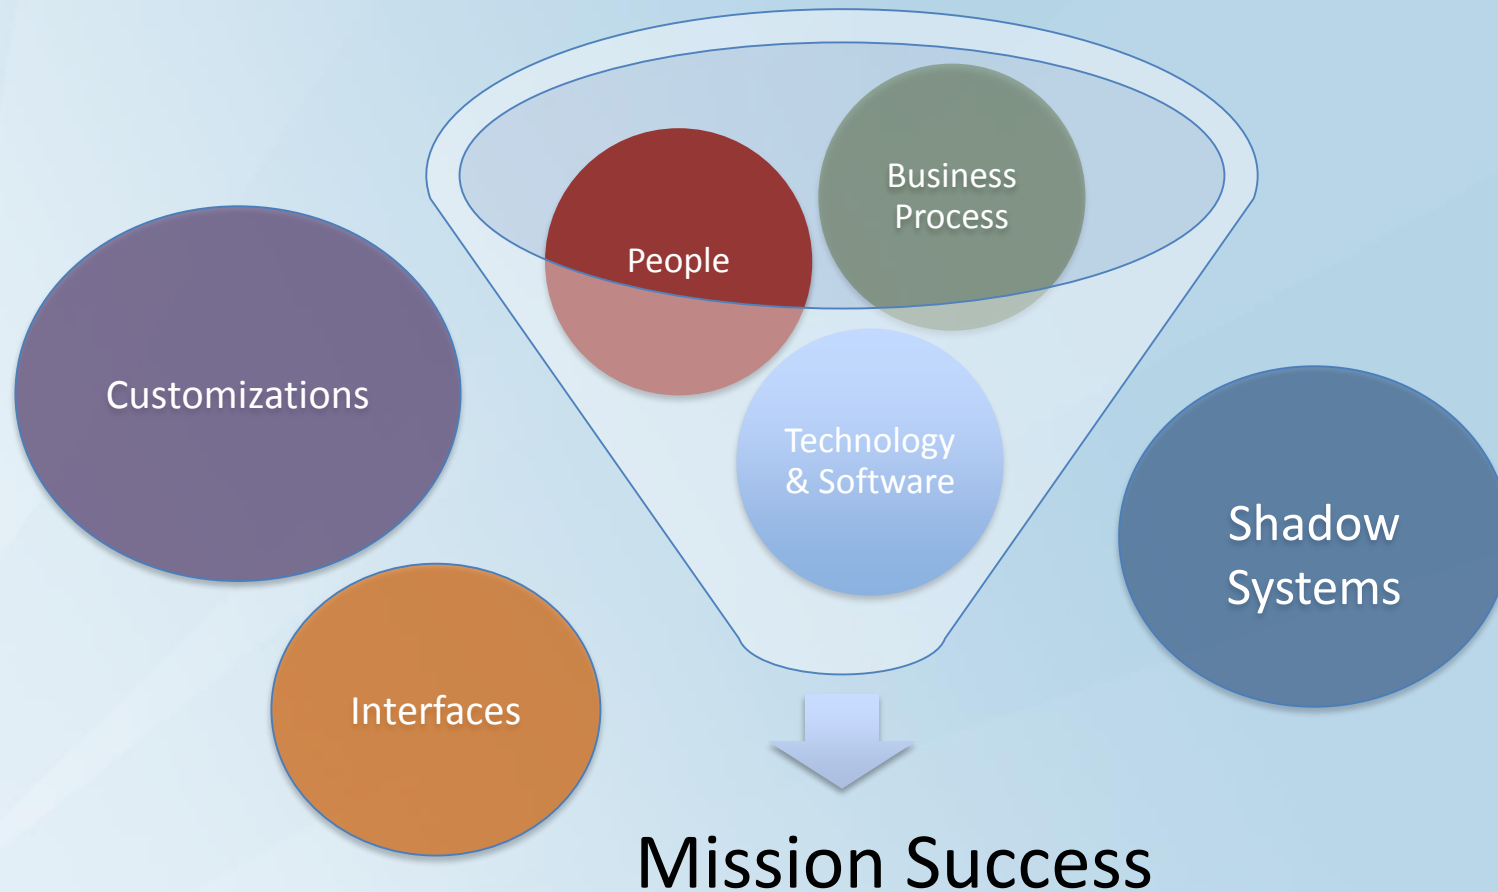 Business
Process
People
Customizations
Technology
& Software
Shadow
Systems
Interfaces
Mission Success